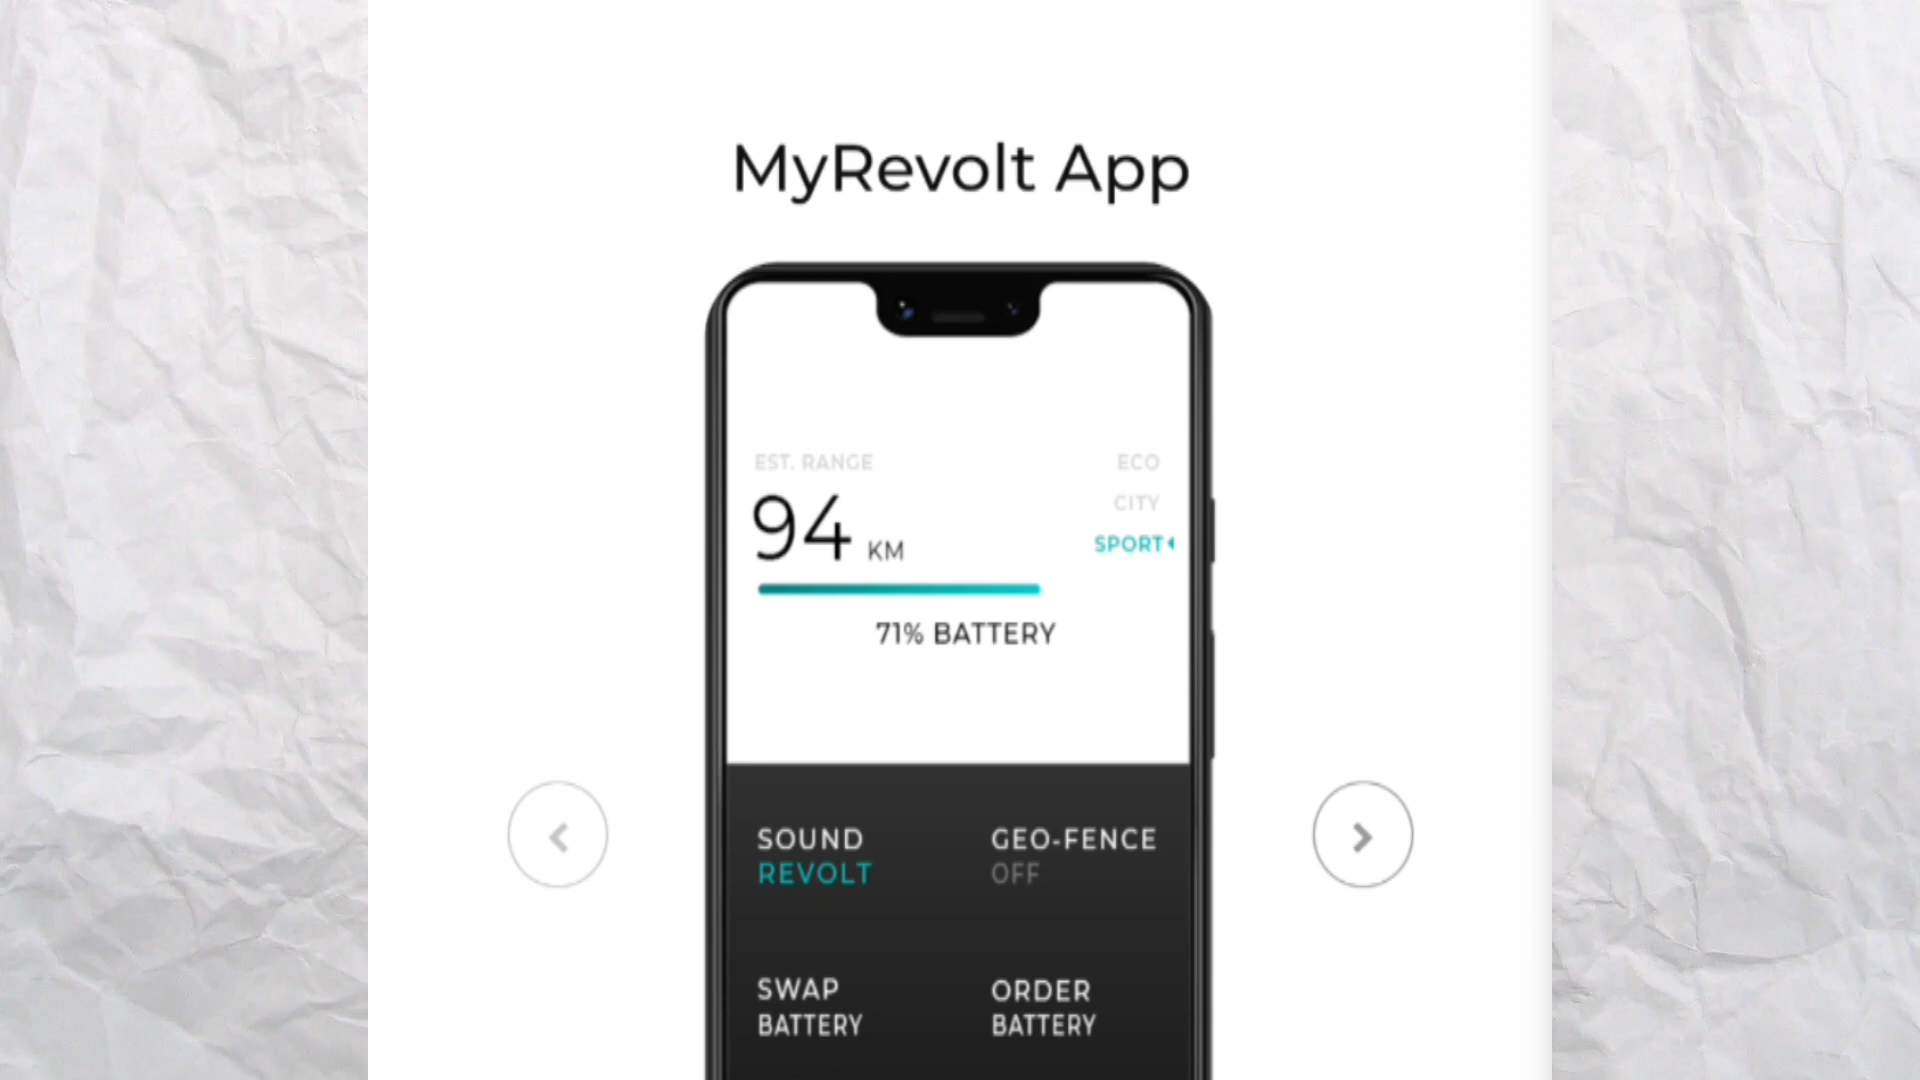 MyRevolt App
EST. RANGE
94 KM
ECO
CITY
SPORT
71% BATTERY
SOUND
REVOLT
GEO-FENCE
OFF
SWAP
BATTERY
ORDER
BATTERY